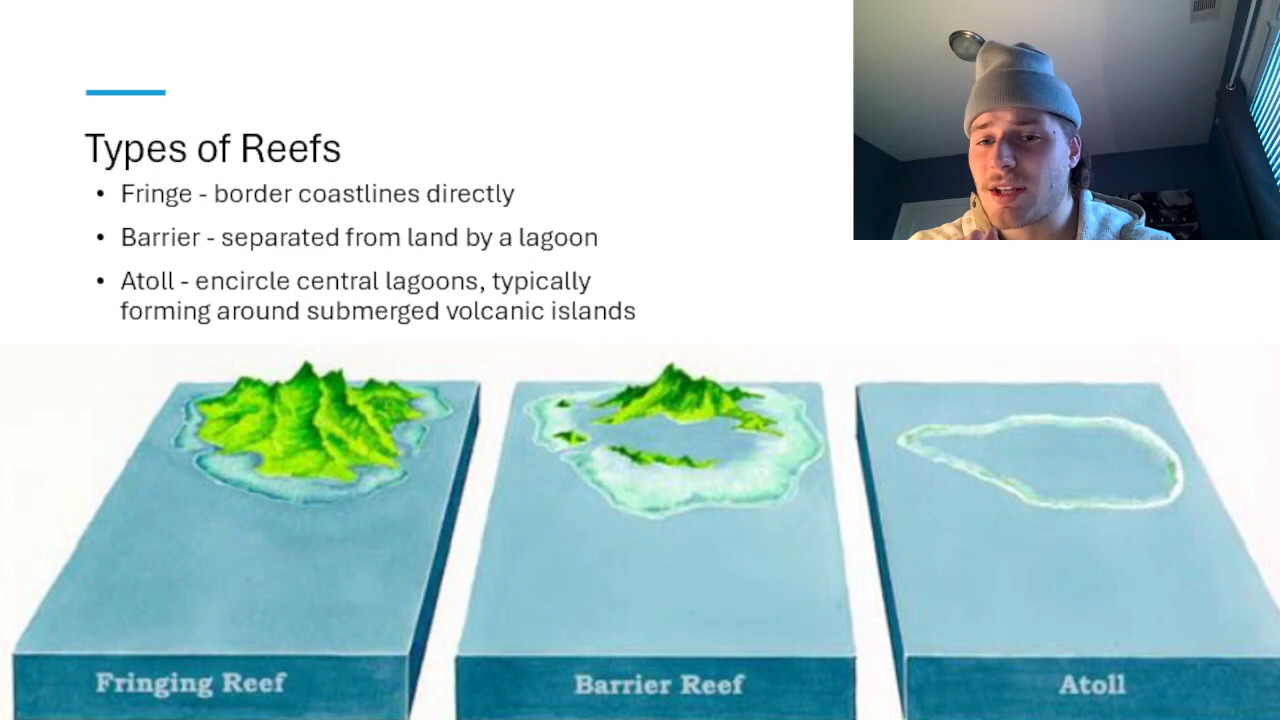 Types of Reefs
• Fringe - border coastlines directly
• Barrier - separated from land by a lagoon
• Atoll - encircle central lagoons, typically
forming around submerged volcanic islands
Fringing Reef
Barrier Reef
Atoll